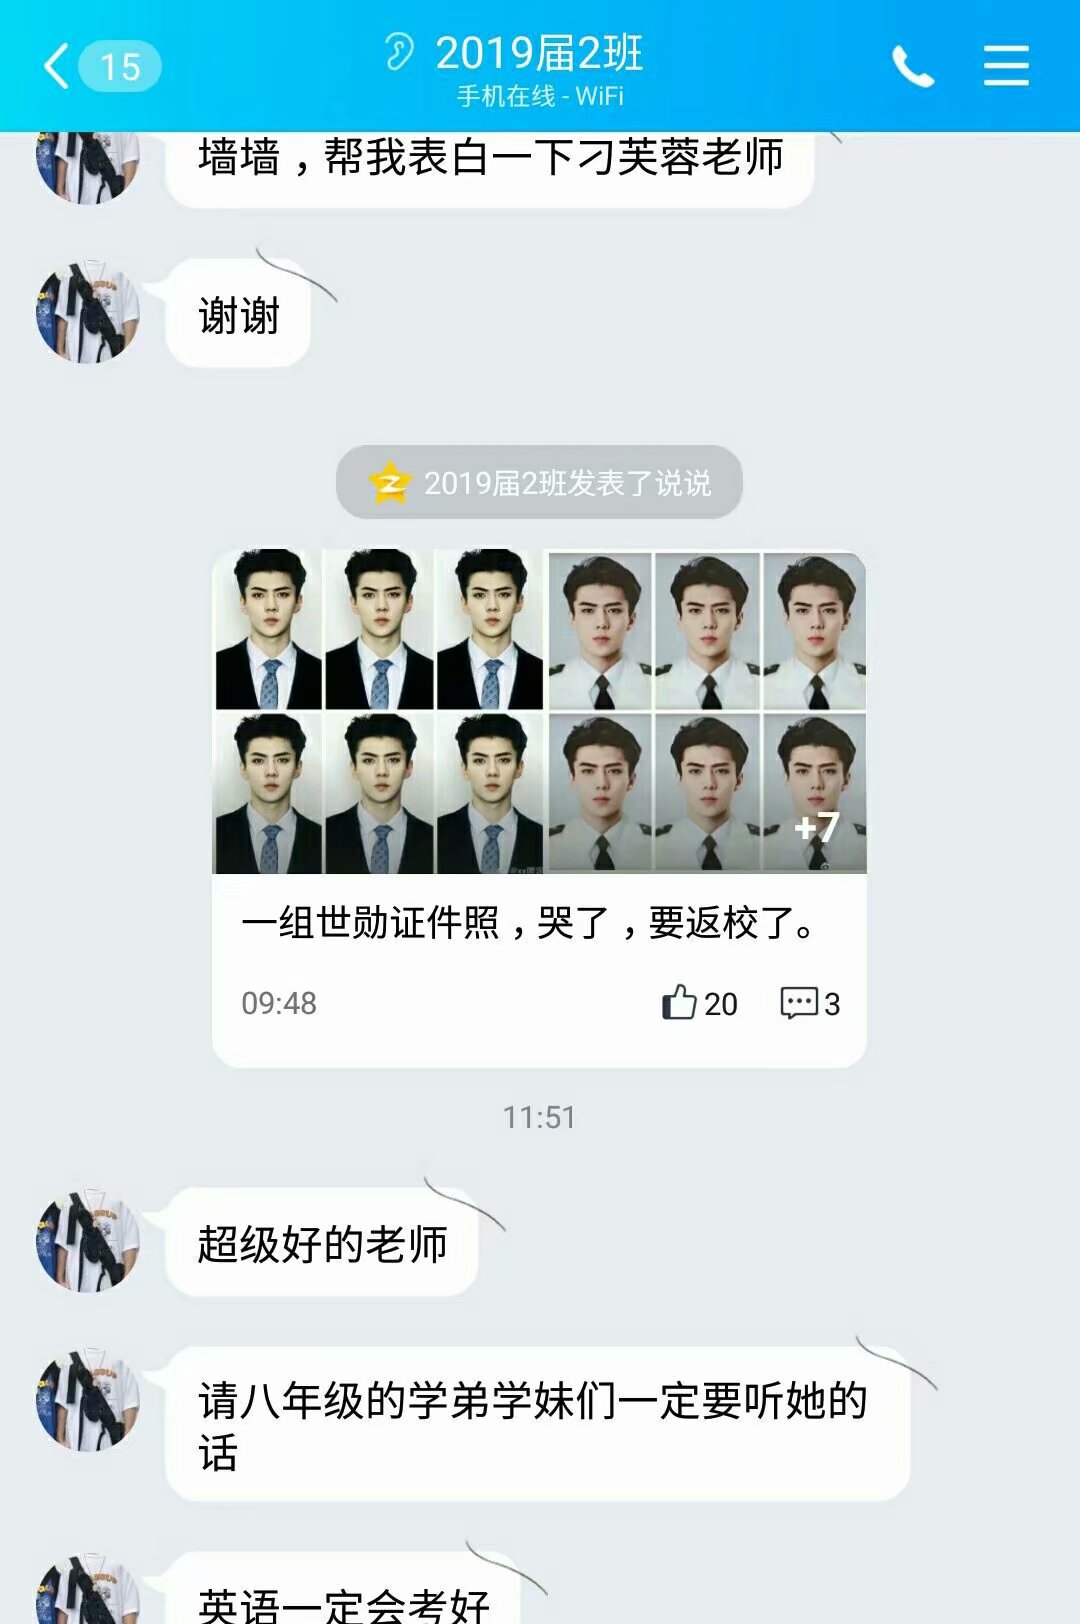 15
2019届2班
手机在线 - WiFi
墙墙，帮我表白一下刁芙蓉老师
谢谢
2019届2班发表了说说
+7
一组世勋证件照，哭了，要返校了。
09:48
20
3
11:51
超级好的老师
请八年级的学弟学妹们一定要听她的
话
英语一定会考好